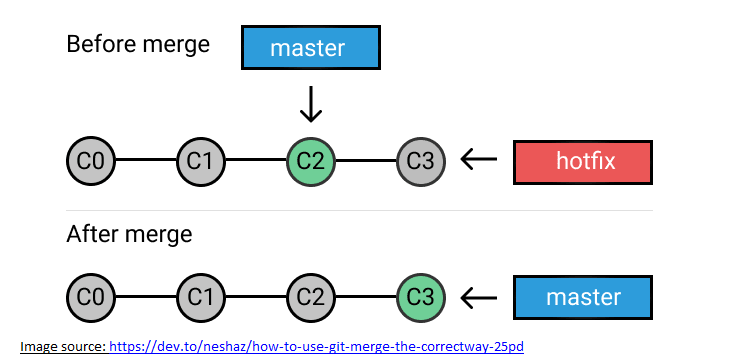 Before merge
master
C0 C1 C2 C3
hotfix
After merge
C0 C1 C2 C3
master
Image source: https://dev.to/neshaz/how-to-use-git-merge-the-correctway-25pd